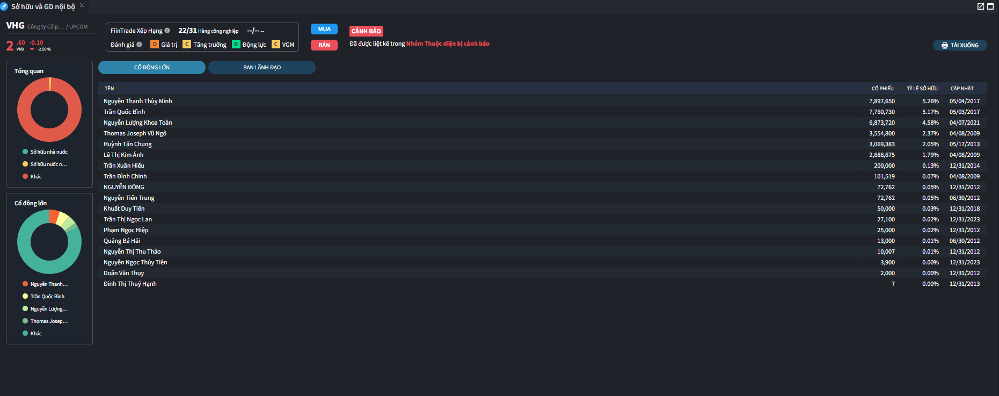 Sở hữu và GD nội bộ
VHG Công ty Cổ p... / UPCOM
2.60 -0.10
VND -2.50 %
FiinTrade Xếp Hạng 22/31 Hàng công nghiệp --/-- --
Đánh giá D Giá trị C Tăng trưởng B Động lực C VGM
MUA
BÁN
CẢNH BÁO
Đã được liệt kê trong Nhóm Thuộc diện bị cảnh báo
TẢI XUỐNG
Tổng quan
Sở hữu nhà nước
Sở hữu nước n...
Khác
Cổ đông lớn
Nguyễn Thanh...
Trần Quốc Bình
Nguyễn Lượng...
Thomas Josep...
Khác
CỔ ĐÔNG LỚN BAN LÃNH ĐẠO
TÊN CỔ PHIẾU TỶ LỆ SỞ HỮU CẬP NHẬT
Nguyễn Thanh Thùy Minh 7,897,650 5.26% 05/04/2017
Trần Quốc Bình 7,760,730 5.17% 05/03/2017
Nguyễn Lượng Khoa Toàn 6,873,720 4.58% 04/07/2021
Thomas Joseph Vũ Ngô 3,554,800 2.37% 04/08/2009
Huỳnh Tấn Chung 3,069,383 2.05% 05/17/2013
Lê Thị Kim Ánh 2,688,675 1.79% 04/08/2009
Trần Xuân Hiếu 200,000 0.13% 12/31/2014
Trần Đình Chinh 101,519 0.07% 04/08/2009
NGUYỄN ĐÔNG 72,762 0.05% 12/31/2012
Nguyễn Tiến Trung 72,762 0.05% 06/30/2012
Khuất Duy Tiến 50,000 0.03% 12/31/2018
Trần Thị Ngọc Lan 27,100 0.02% 12/31/2023
Phạm Ngọc Hiệp 25,000 0.02% 12/31/2012
Quảng Bá Hải 13,000 0.01% 06/30/2012
Nguyễn Thị Thu Thảo 10,007 0.01% 12/31/2012
Nguyễn Ngọc Thủy Tiên 3,900 0.00% 12/31/2023
Doãn Văn Thụy 2,000 0.00% 12/31/2012
Đinh Thị Thuý Hạnh 7 0.00% 12/31/2013